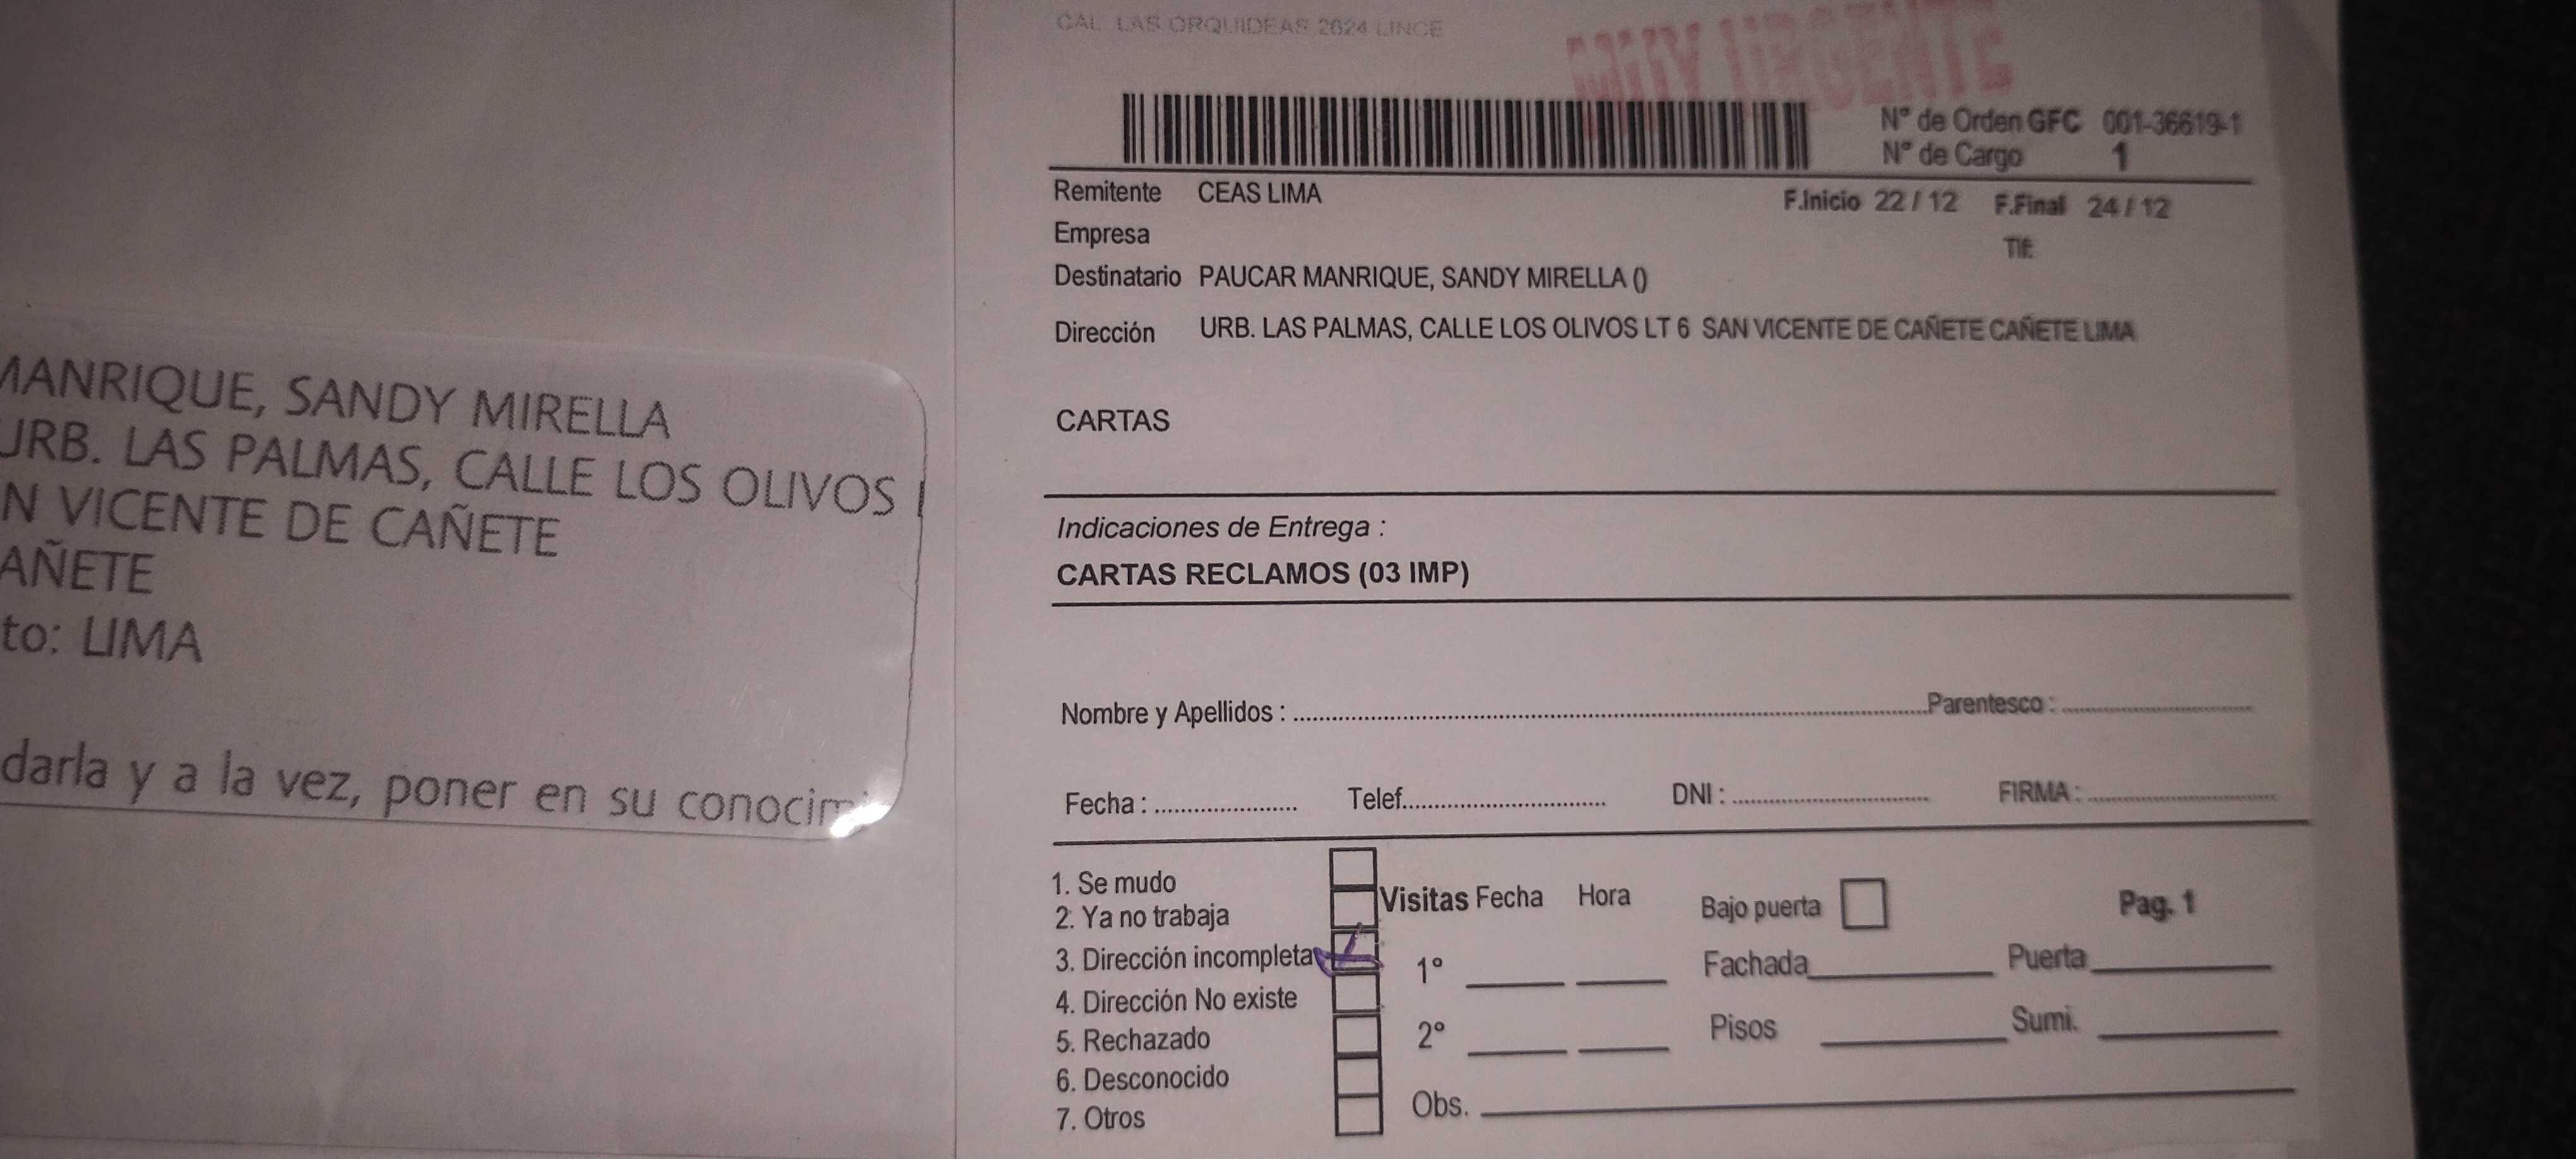 MANRIQUE, SANDY MIRELLA
URB. LAS PALMAS, CALLE LOS OLIVOS
N VICENTE DE CAÑETE
AÑETE
to: LIMA
darla y a la vez, poner en su conocim
CAL LAS ORQUIDEAS 2624 LINCE
MUY URGENTE
N° de Orden GFC 001-36619-1
N° de Cargo 1
Remitente CEAS LIMA F.Inicio 22 / 12 F.Final 24 / 12
Empresa Tlf:
Destinatario PAUCAR MANRIQUE, SANDY MIRELLA ()
Dirección URB. LAS PALMAS, CALLE LOS OLIVOS LT 6 SAN VICENTE DE CAÑETE CAÑETE LIMA
CARTAS
Indicaciones de Entrega :
CARTAS RECLAMOS (03 IMP)
Nombre y Apellidos : Parentesco :
Fecha : Telef. DNI : FIRMA :
1. Se mudo
2. Ya no trabaja
3. Dirección incompleta
4. Dirección No existe
5. Rechazado
6. Desconocido
7. Otros
Visitas Fecha Hora
1°
2°
Obs.
Bajo puerta Pag. 1
Fachada Puerta
Pisos Sumi.